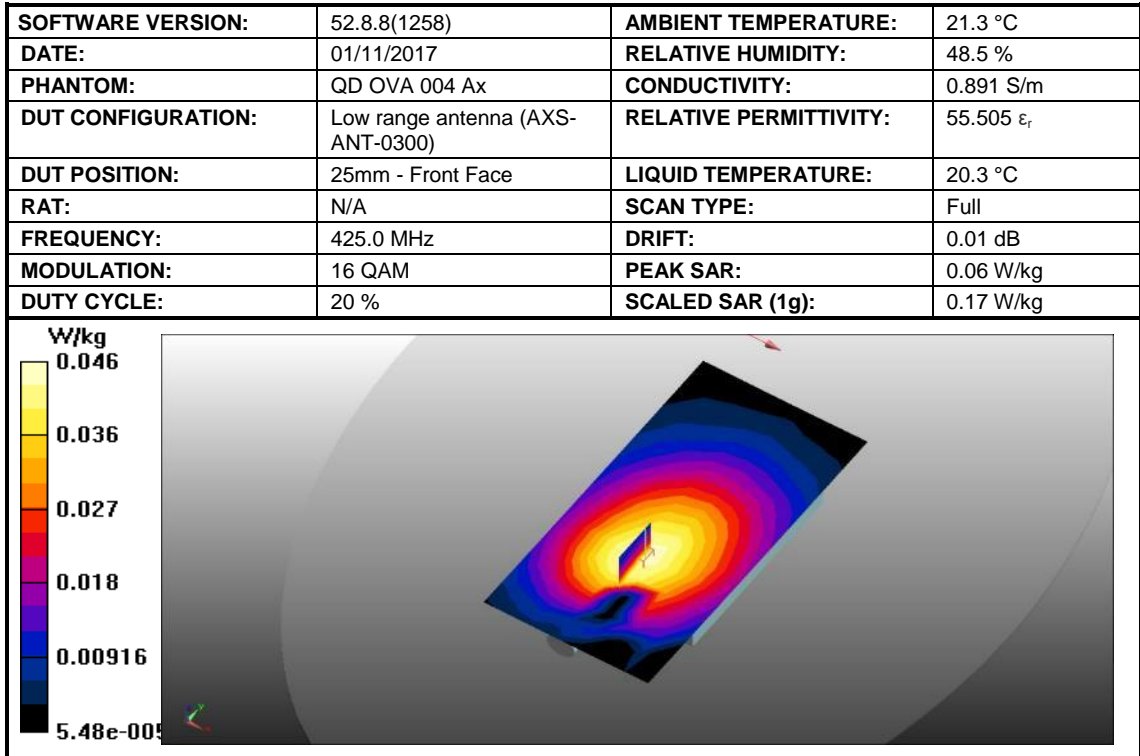 SOFTWARE VERSION: 52.8.8(1258) AMBIENT TEMPERATURE: 21.3 °C
DATE: 01/11/2017 RELATIVE HUMIDITY: 48.5 %
PHANTOM: QD OVA 004 Ax CONDUCTIVITY: 0.891 S/m
DUT CONFIGURATION: Low range antenna (AXS- RELATIVE PERMITTIVITY: 55.505 εr
ANT-0300)
DUT POSITION: 25mm - Front Face LIQUID TEMPERATURE: 20.3 °C
RAT: N/A SCAN TYPE: Full
FREQUENCY: 425.0 MHz DRIFT: 0.01 dB
MODULATION: 16 QAM PEAK SAR: 0.06 W/kg
DUTY CYCLE: 20 % SCALED SAR (1g): 0.17 W/kg
W/kg
0.046
0.036
0.027
0.018
0.00916
5.48e-005